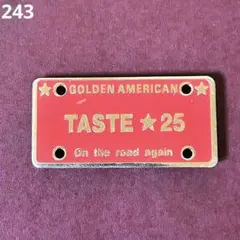 243
★ GOLDEN AMERICAN ★
TASTE ★ 25
On the road again